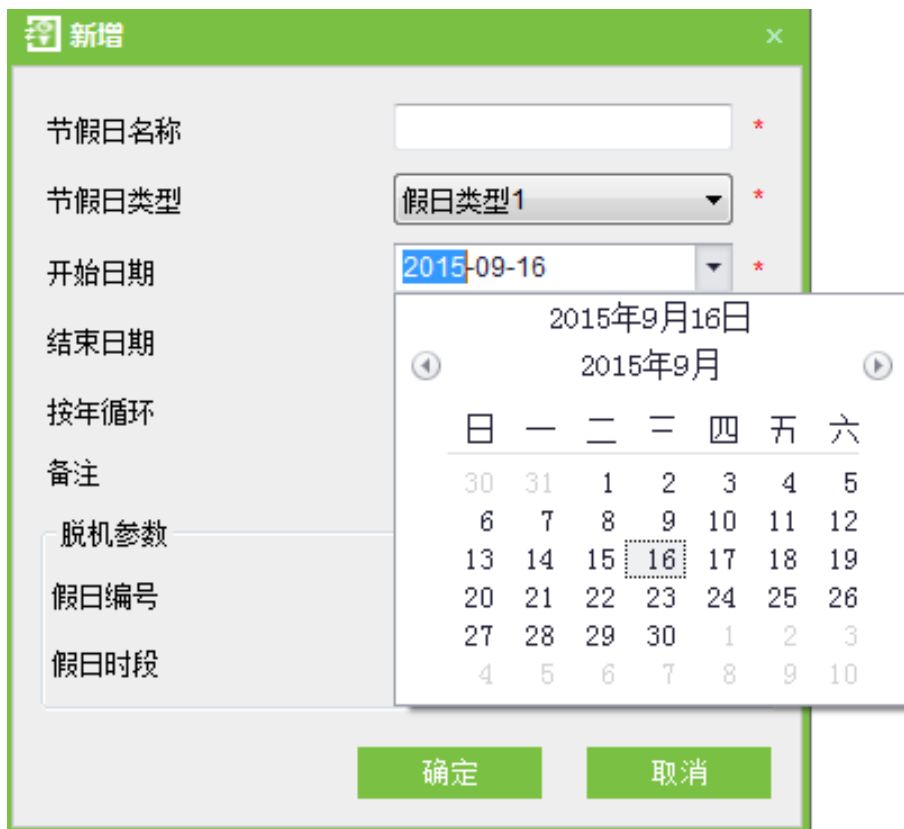 新增
节假日名称 *
节假日类型 假日类型1 *
开始日期 2015-09-16 *
2015年9月16日
结束日期
2015年9月
按年循环
日 一 二 三 四 五 六
备注
30 31 1 2 3 4 5
脱机参数
6 7 8 9 10 11 12
13 14 15 16 17 18 19
假日编号
20 21 22 23 24 25 26
27 28 29 30 1 2 3
假日时段
4 5 6 7 8 9 10
确定 取消